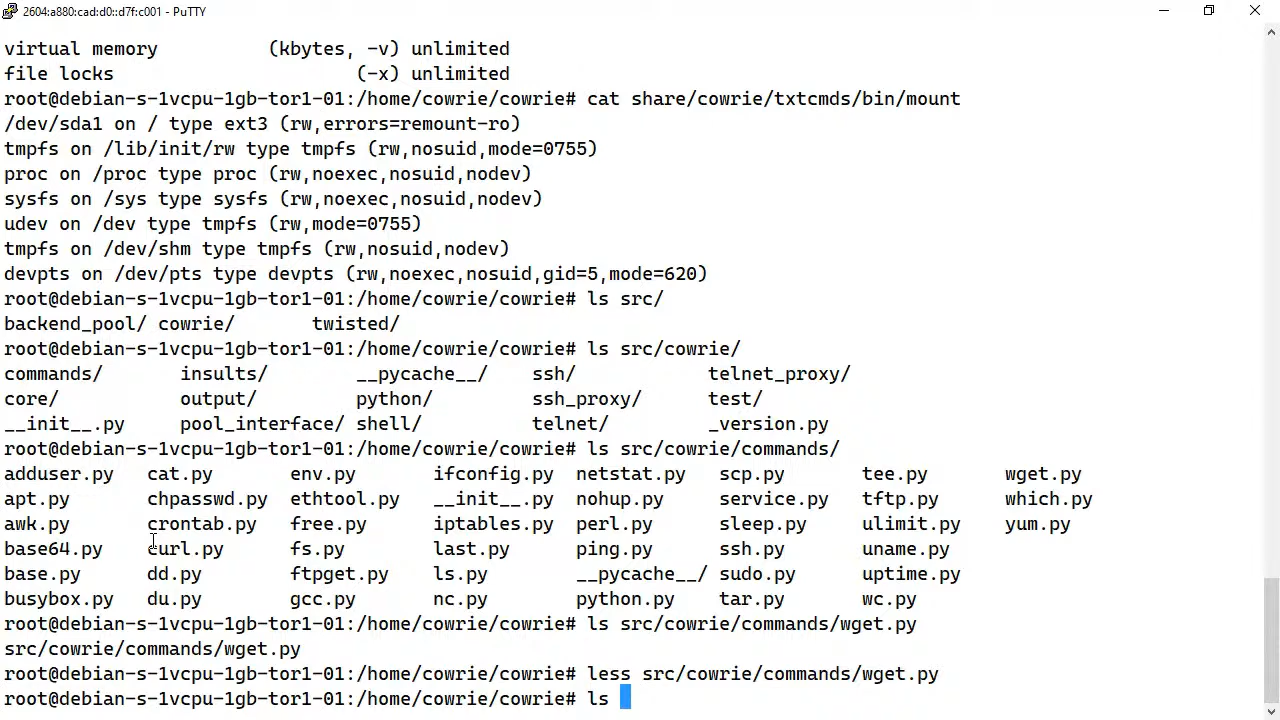 2604:a880:cad:d0::d7f:c001 - PuTTY
virtual memory          (kbytes, -v) unlimited
file locks                      (-x) unlimited
root@debian-s-1vcpu-1gb-tor1-01:/home/cowrie/cowrie# cat share/cowrie/txtcmds/bin/mount
/dev/sda1 on / type ext3 (rw,errors=remount-ro)
tmpfs on /lib/init/rw type tmpfs (rw,nosuid,mode=0755)
proc on /proc type proc (rw,noexec,nosuid,nodev)
sysfs on /sys type sysfs (rw,noexec,nosuid,nodev)
udev on /dev type tmpfs (rw,mode=0755)
tmpfs on /dev/shm type tmpfs (rw,nosuid,nodev)
devpts on /dev/pts type devpts (rw,noexec,nosuid,gid=5,mode=620)
root@debian-s-1vcpu-1gb-tor1-01:/home/cowrie/cowrie# ls src/
backend_pool/ cowrie/       twisted/
root@debian-s-1vcpu-1gb-tor1-01:/home/cowrie/cowrie# ls src/cowrie/
commands/       insults/        __pycache__/    ssh/            telnet_proxy/
core/           output/         python/         ssh_proxy/      test/
__init__.py     pool_interface/ shell/          telnet/         _version.py
root@debian-s-1vcpu-1gb-tor1-01:/home/cowrie/cowrie# ls src/cowrie/commands/
adduser.py   cat.py       env.py       ifconfig.py  netstat.py   scp.py       tee.py       wget.py
apt.py       chpasswd.py  ethtool.py   __init__.py  nohup.py     service.py   tftp.py      which.py
awk.py       crontab.py   free.py      iptables.py  perl.py      sleep.py     ulimit.py    yum.py
base64.py    curl.py      fs.py        last.py      ping.py      ssh.py       uname.py
base.py      dd.py        ftpget.py    ls.py        __pycache__/ sudo.py      uptime.py
busybox.py   du.py        gcc.py       nc.py        python.py    tar.py       wc.py
root@debian-s-1vcpu-1gb-tor1-01:/home/cowrie/cowrie# ls src/cowrie/commands/wget.py
src/cowrie/commands/wget.py
root@debian-s-1vcpu-1gb-tor1-01:/home/cowrie/cowrie# less src/cowrie/commands/wget.py
root@debian-s-1vcpu-1gb-tor1-01:/home/cowrie/cowrie# ls